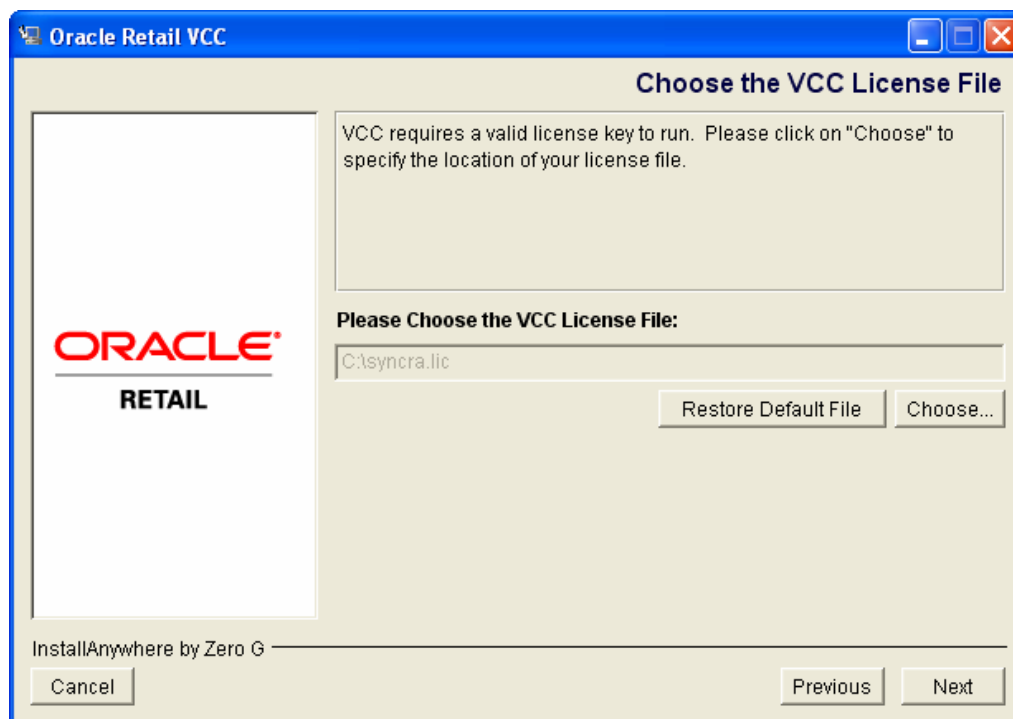 Oracle Retail VCC
Choose the VCC License File
VCC requires a valid license key to run.  Please click on "Choose" to
specify the location of your license file.
ORACLE
RETAIL
Please Choose the VCC License File:
C:\syncra.lic
Restore Default File
Choose...
InstallAnywhere by Zero G
Cancel
Previous
Next